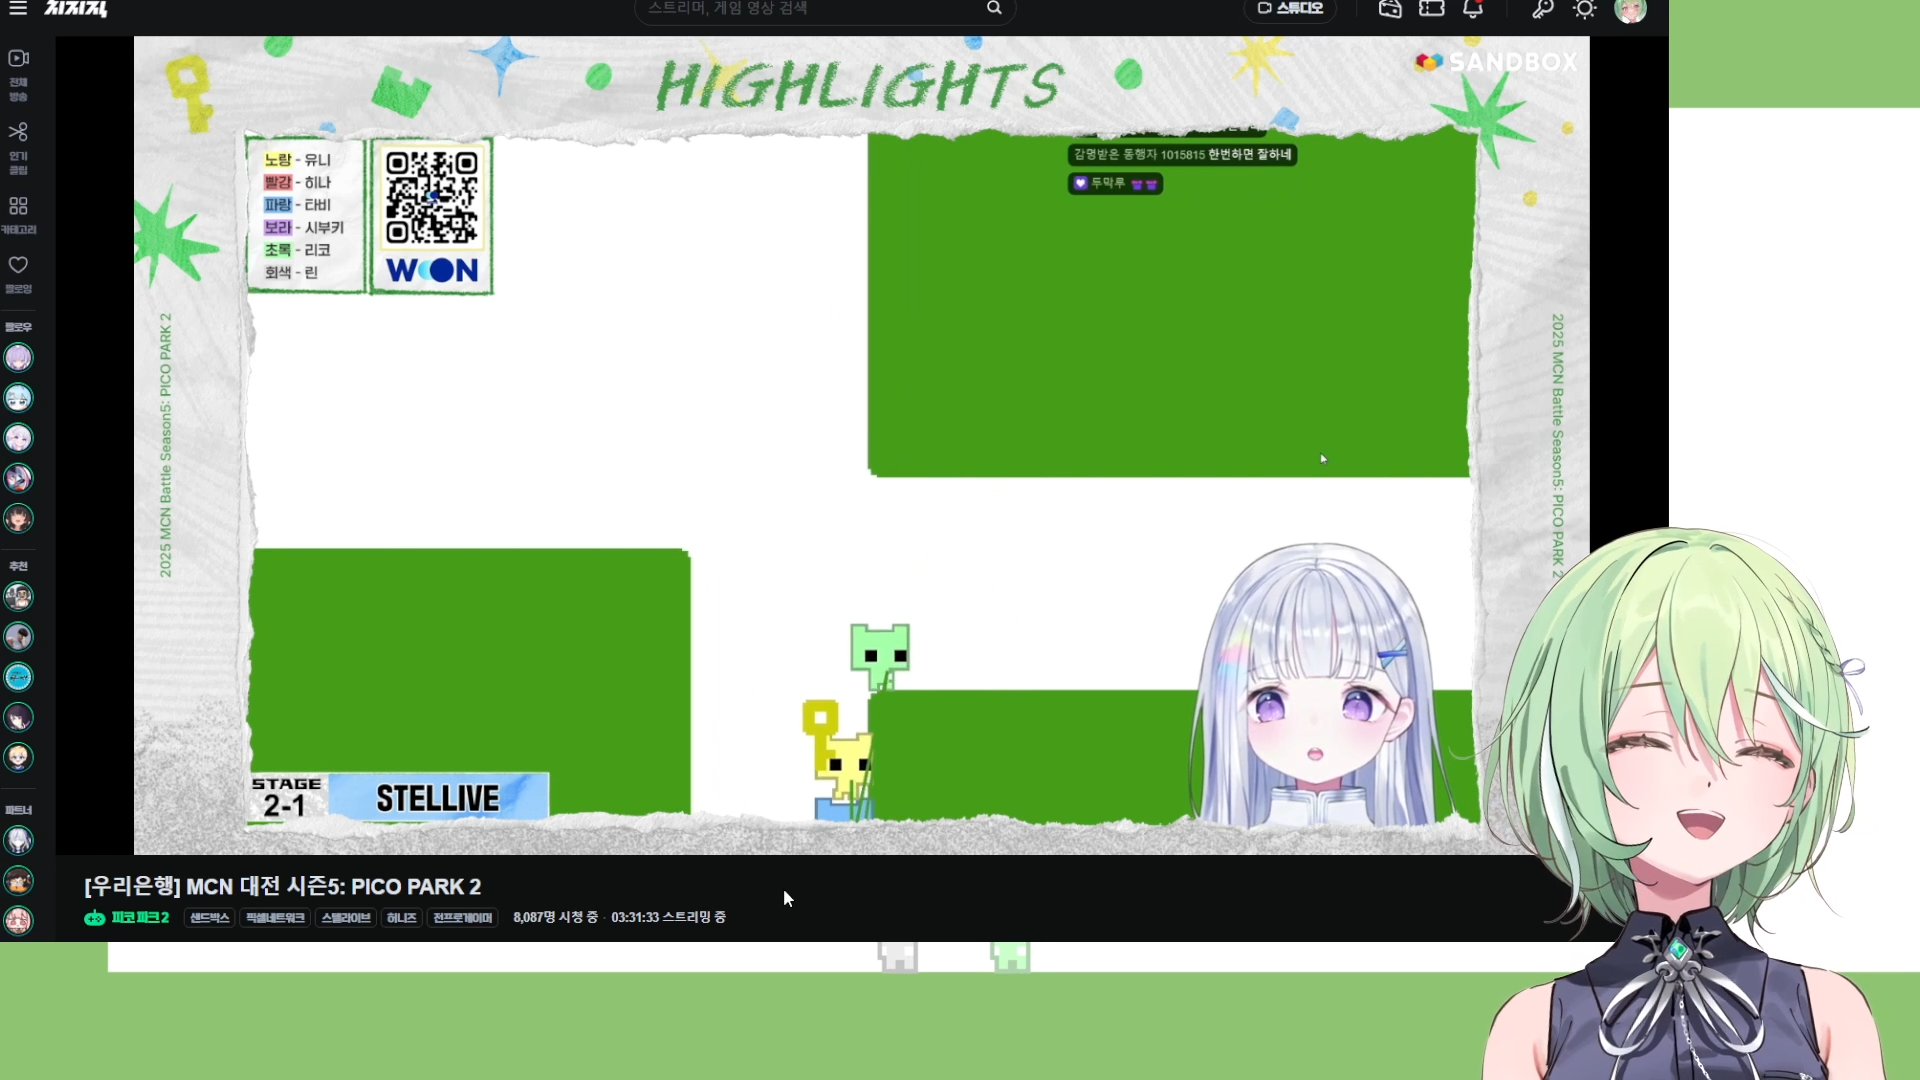 치지직
스트리머, 게임 영상 검색
스튜디오
전체
방송
인기
클립
카테고리
팔로잉
팔로우
추천
파트너
HIGHLIGHTS
SANDBOX
노랑 - 유니
빨강 - 히나
파랑 - 타비
보라 - 시부키
초록 - 리코
회색 - 린
WOON
감명받은 동행자 1015815 한번하면 잘하네
두막루
2025 MCN Battle Season5: PICO PARK 2
2025 MCN Battle Season5: PICO PARK 2
STAGE
2-1
STELLIVE
[우리은행] MCN 대전 시즌5: PICO PARK 2
피코 파크 2
샌드박스
픽셀네트워크
스텔라이브
허니즈
전프로게이머
8,087명 시청 중 · 03:31:33 스트리밍 중